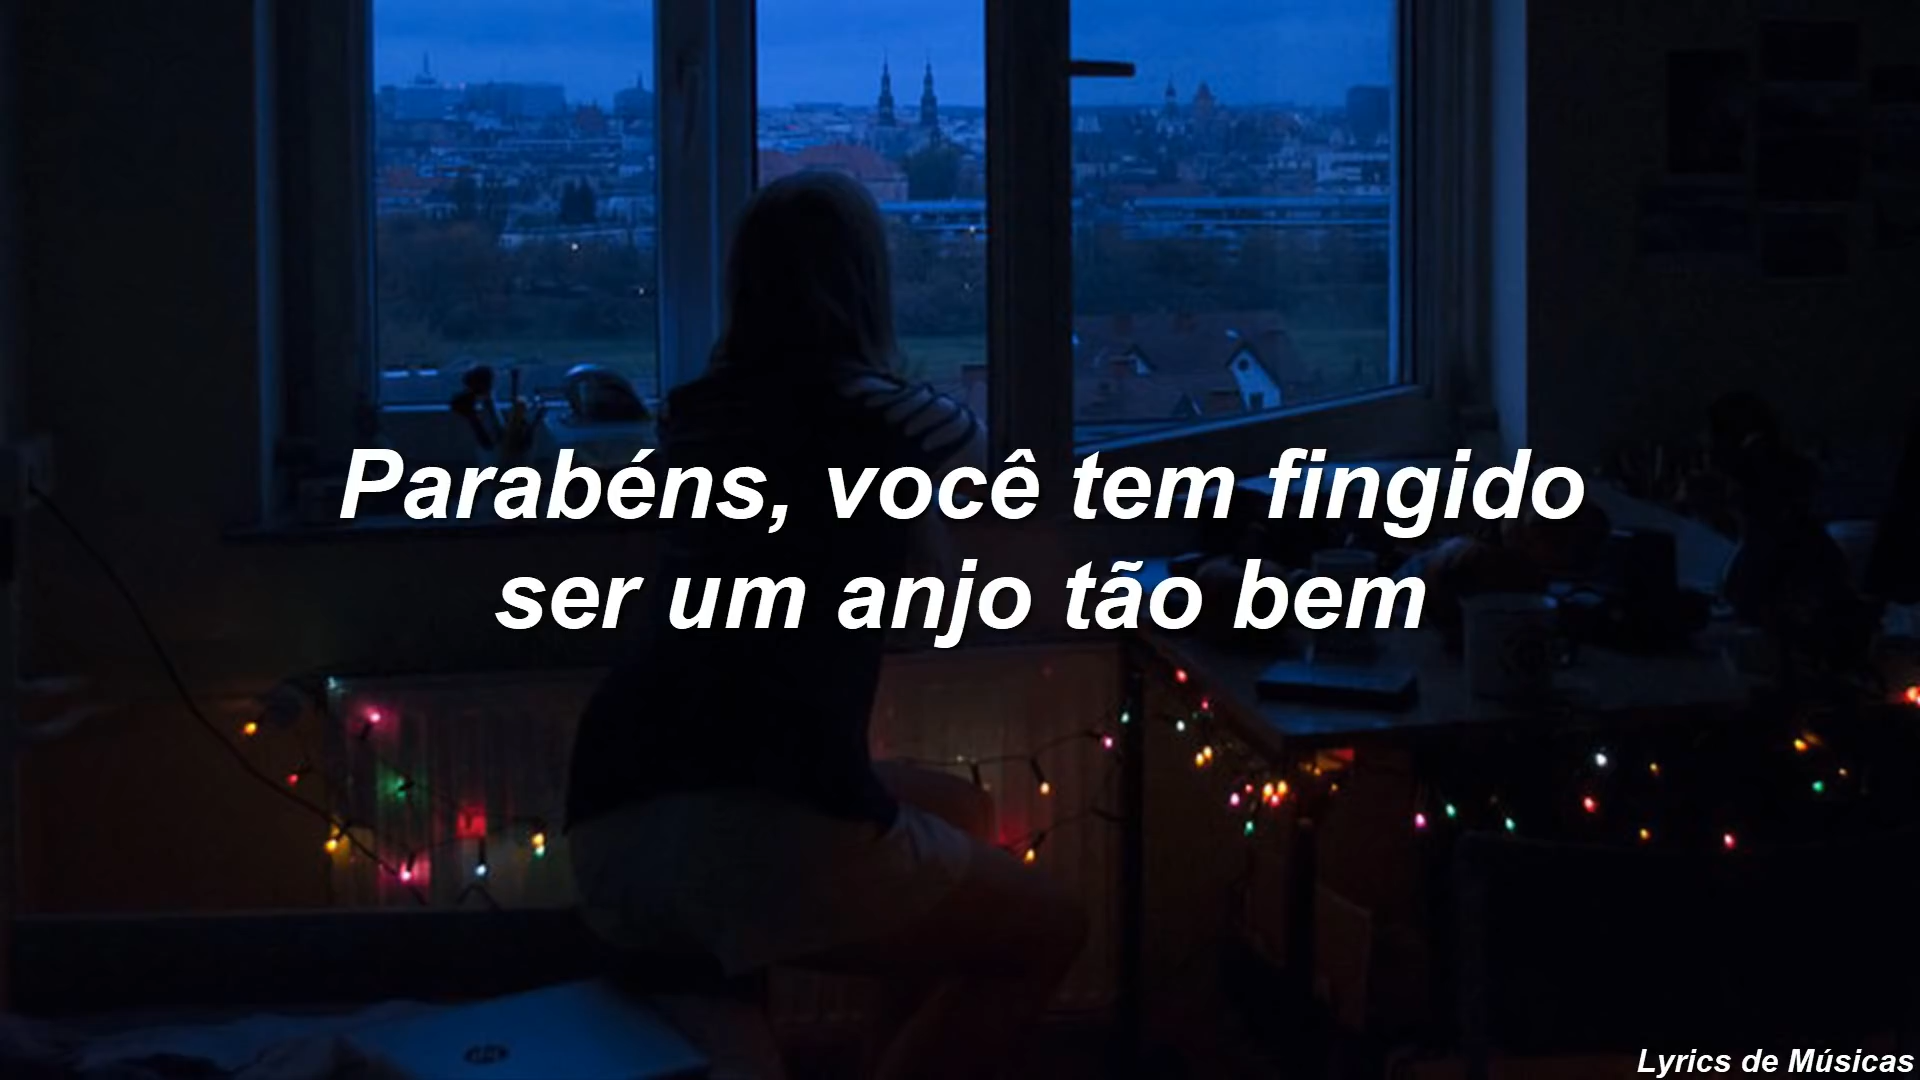 Parabéns, você tem fingido
ser um anjo tão bem
Lyrics de Músicas